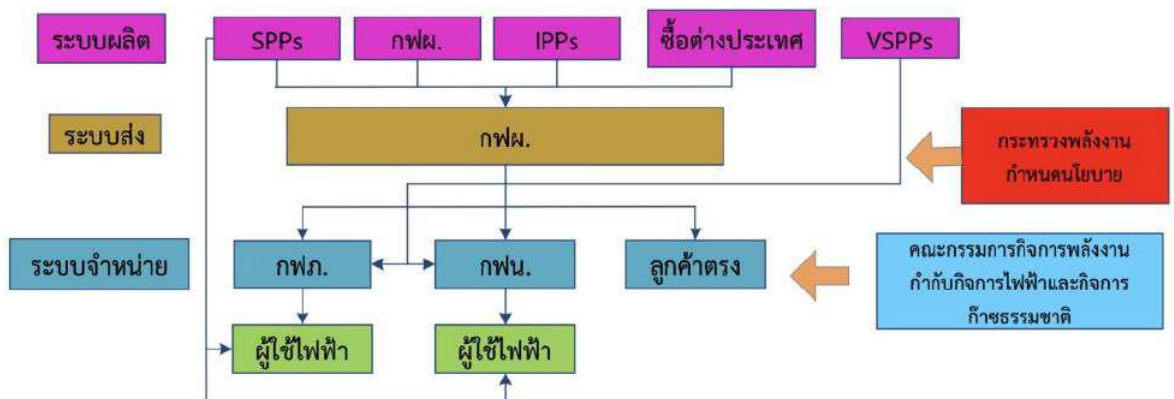 ระบบผลิต
SPPs
กฟผ.
IPPs
ซื้อต่างประเทศ
VSPPs
ระบบส่ง
กฟผ.
กระทรวงพลังงาน
กำหนดนโยบาย
ระบบจำหน่าย
กฟภ.
กฟน.
ลูกค้าตรง
คณะกรรมการกิจการพลังงาน
กำกับกิจการไฟฟ้าและกิจการ
ก๊าซธรรมชาติ
ผู้ใช้ไฟฟ้า
ผู้ใช้ไฟฟ้า